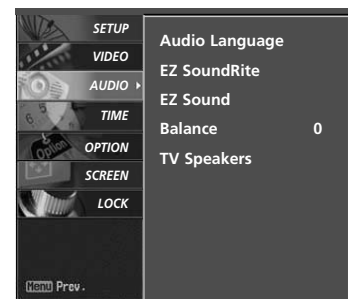 SETUP
VIDEO
AUDIO
TIME
OPTION
SCREEN
LOCK
Menu Prev.
Audio Language
EZ SoundRite
EZ Sound
Balance 0
TV Speakers